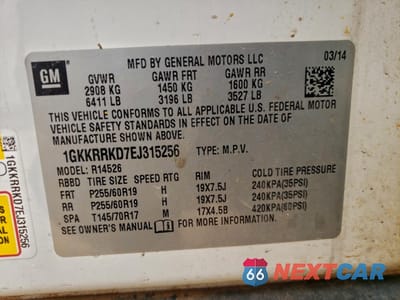 MFD BY GENERAL MOTORS LLC
03/14
GM
GVWR GAWR FRT GAWR RR
2908 KG 1450 KG 1600 KG
6411 LB 3196 LB 3527 LB
THIS VEHICLE CONFORMS TO ALL APPLICABLE U.S. FEDERAL MOTOR
VEHICLE SAFETY STANDARDS IN EFFECT ON THE DATE OF
MANUFACTURE SHOWN ABOVE.
1GKKRRKD7EJ315256 TYPE: M.P.V.
MODEL: R14526
RBBD TIRE SIZE SPEED RTG RIM COLD TIRE PRESSURE
FRT P255/60R19 H 19X7.5J 240KPA(35PSI)
RR P255/60R19 H 19X7.5J 240KPA(35PSI)
SPA T145/70R17 M 17X4.5B 420KPA(60PSI)
SEE OWNER'S MANUAL FOR MORE INFORMATION.
1GKKRRKD7EJ315256
66 NEXTCAR